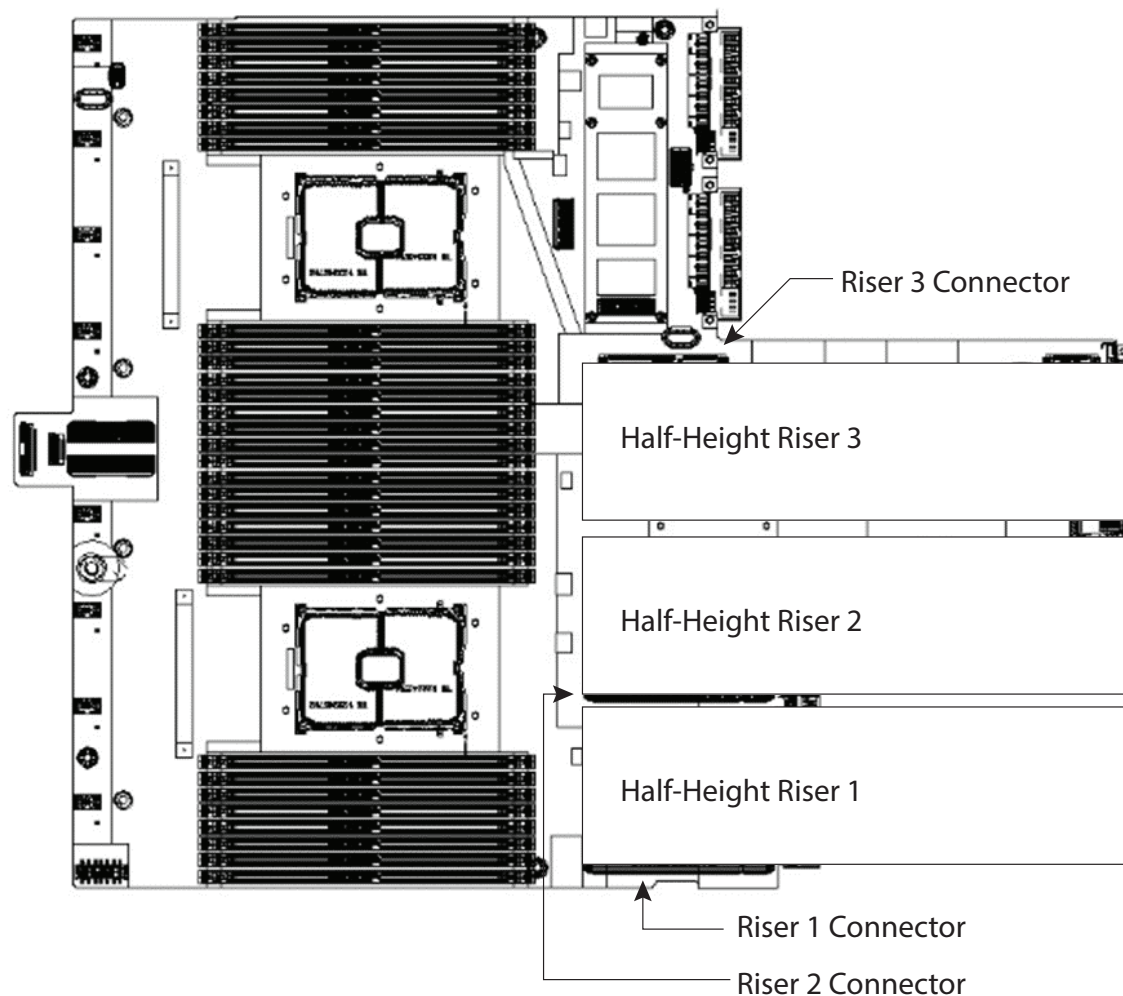 Riser 3 Connector
Half-Height Riser 3
Half-Height Riser 2
Half-Height Riser 1
Riser 1 Connector
Riser 2 Connector